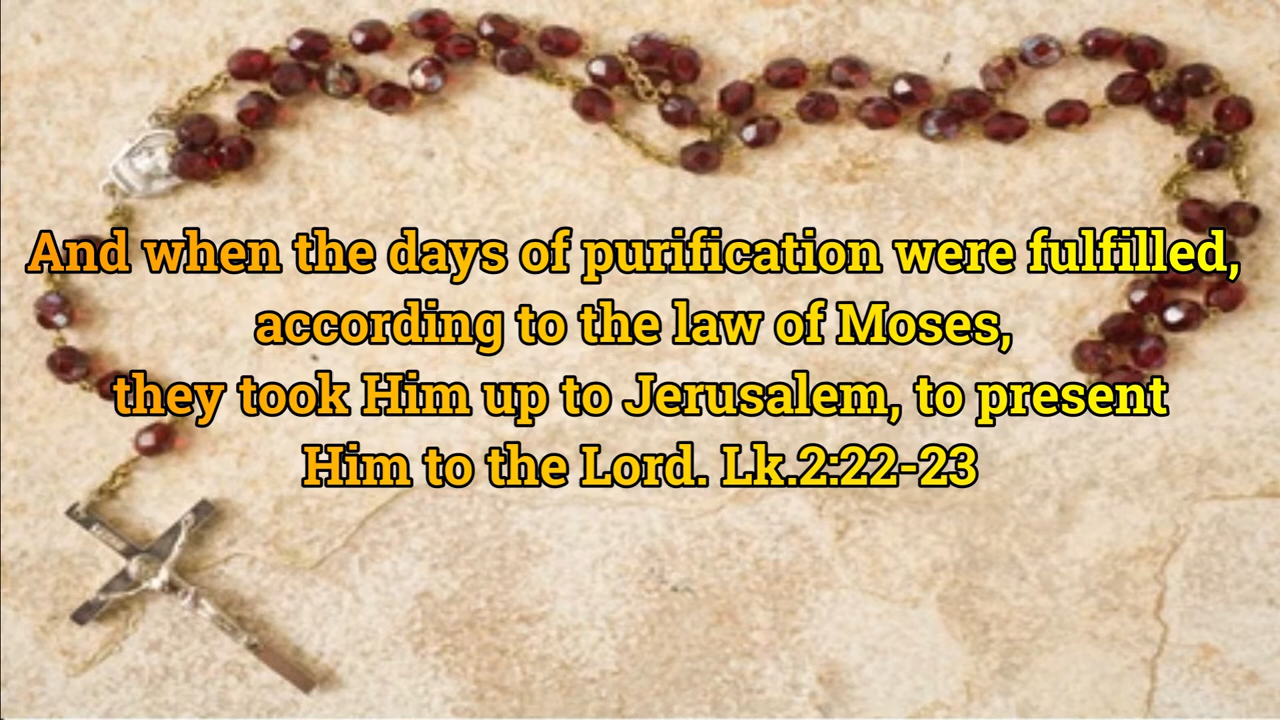 And when the days of purification were fulfilled,
according to the law of Moses,
they took Him up to Jerusalem, to present
Him to the Lord. Lk.2:22-23